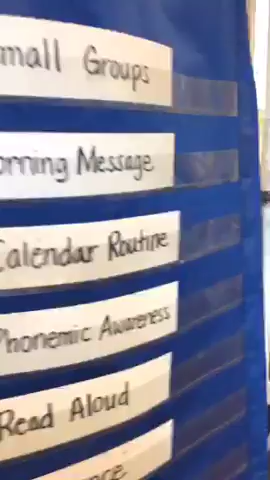 mall Groups
orning Message
Calendar Routine
Phonemic Awareness
Read Aloud